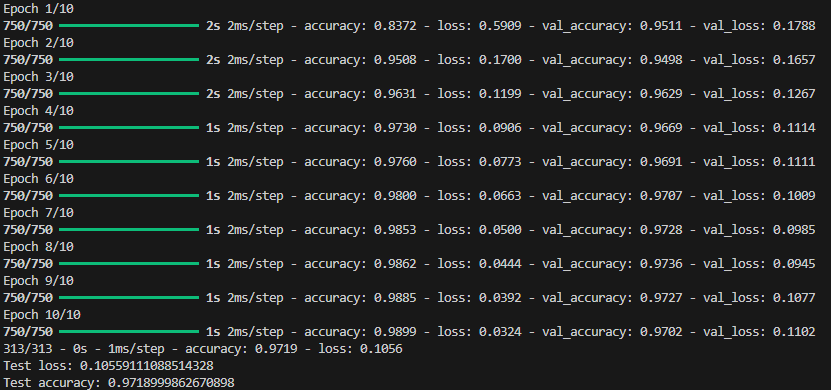 Epoch 1/10
750/750 ━━━━━━━━━━━━━━━━━━━━ 2s 2ms/step - accuracy: 0.8372 - loss: 0.5909 - val_accuracy: 0.9511 - val_loss: 0.1788
Epoch 2/10
750/750 ━━━━━━━━━━━━━━━━━━━━ 2s 2ms/step - accuracy: 0.9508 - loss: 0.1700 - val_accuracy: 0.9498 - val_loss: 0.1657
Epoch 3/10
750/750 ━━━━━━━━━━━━━━━━━━━━ 2s 2ms/step - accuracy: 0.9631 - loss: 0.1199 - val_accuracy: 0.9629 - val_loss: 0.1267
Epoch 4/10
750/750 ━━━━━━━━━━━━━━━━━━━━ 1s 2ms/step - accuracy: 0.9730 - loss: 0.0906 - val_accuracy: 0.9669 - val_loss: 0.1114
Epoch 5/10
750/750 ━━━━━━━━━━━━━━━━━━━━ 1s 2ms/step - accuracy: 0.9760 - loss: 0.0773 - val_accuracy: 0.9691 - val_loss: 0.1111
Epoch 6/10
750/750 ━━━━━━━━━━━━━━━━━━━━ 1s 2ms/step - accuracy: 0.9800 - loss: 0.0663 - val_accuracy: 0.9707 - val_loss: 0.1009
Epoch 7/10
750/750 ━━━━━━━━━━━━━━━━━━━━ 1s 2ms/step - accuracy: 0.9853 - loss: 0.0500 - val_accuracy: 0.9728 - val_loss: 0.0985
Epoch 8/10
750/750 ━━━━━━━━━━━━━━━━━━━━ 1s 2ms/step - accuracy: 0.9862 - loss: 0.0444 - val_accuracy: 0.9736 - val_loss: 0.0945
Epoch 9/10
750/750 ━━━━━━━━━━━━━━━━━━━━ 1s 2ms/step - accuracy: 0.9885 - loss: 0.0392 - val_accuracy: 0.9727 - val_loss: 0.1077
Epoch 10/10
750/750 ━━━━━━━━━━━━━━━━━━━━ 1s 2ms/step - accuracy: 0.9899 - loss: 0.0324 - val_accuracy: 0.9702 - val_loss: 0.1102
313/313 - 0s - 1ms/step - accuracy: 0.9719 - loss: 0.1056
Test loss: 0.10559111088514328
Test accuracy: 0.9718999862670898